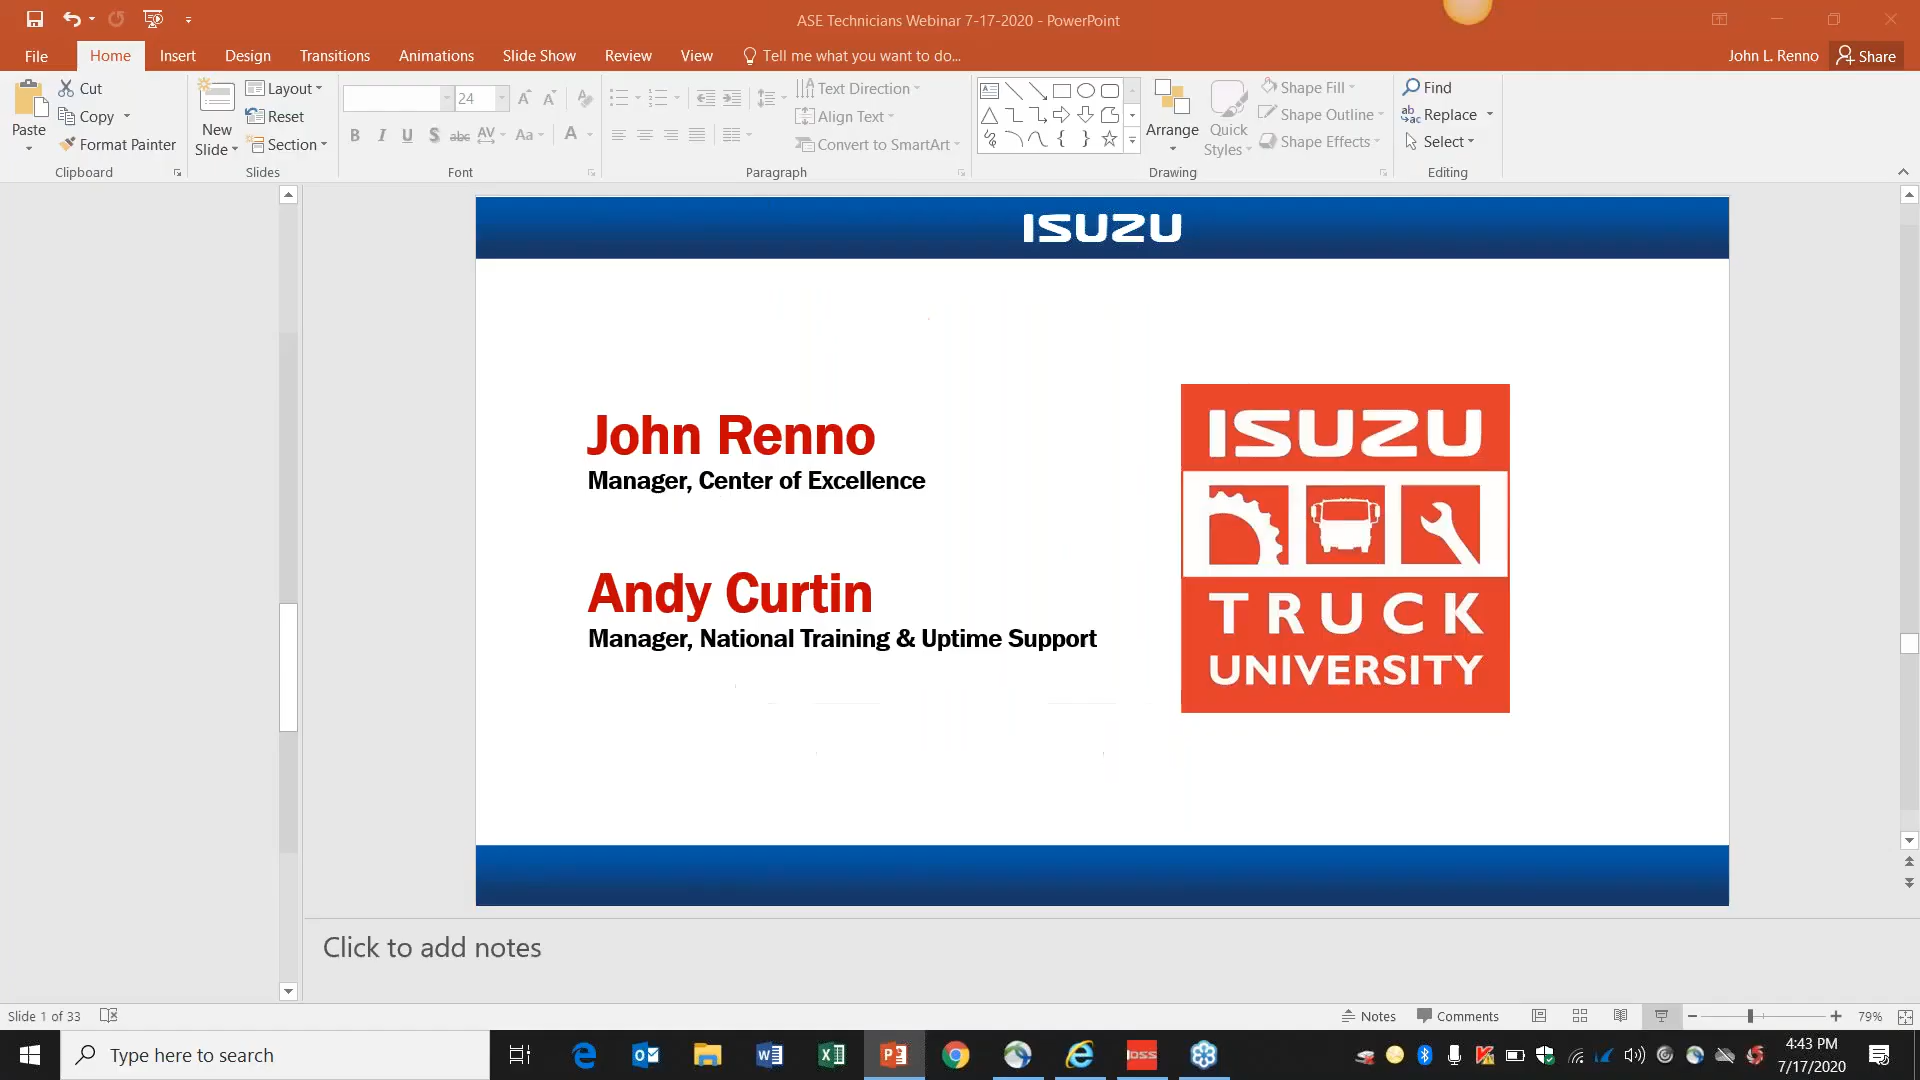 ASE Technicians Webinar 7-17-2020 - PowerPoint
File Home Insert Design Transitions Animations Slide Show Review View Tell me what you want to do... John L. Renno Share
Paste
Cut
Copy
Format Painter
Clipboard
New
Slide
Layout
Reset
Section
Slides
24
B I U S abc AV Aa A
Font
Text Direction
Align Text
Convert to SmartArt
Paragraph
Arrange
Quick
Styles
Shape Fill
Shape Outline
Shape Effects
Drawing
Find
Replace
Select
Editing
ISUZU
John Renno
Manager, Center of Excellence
Andy Curtin
Manager, National Training & Uptime Support
ISUZU
TRUCK
UNIVERSITY
Click to add notes
Slide 1 of 33 Notes Comments 79%
Type here to search
4:43 PM
7/17/2020